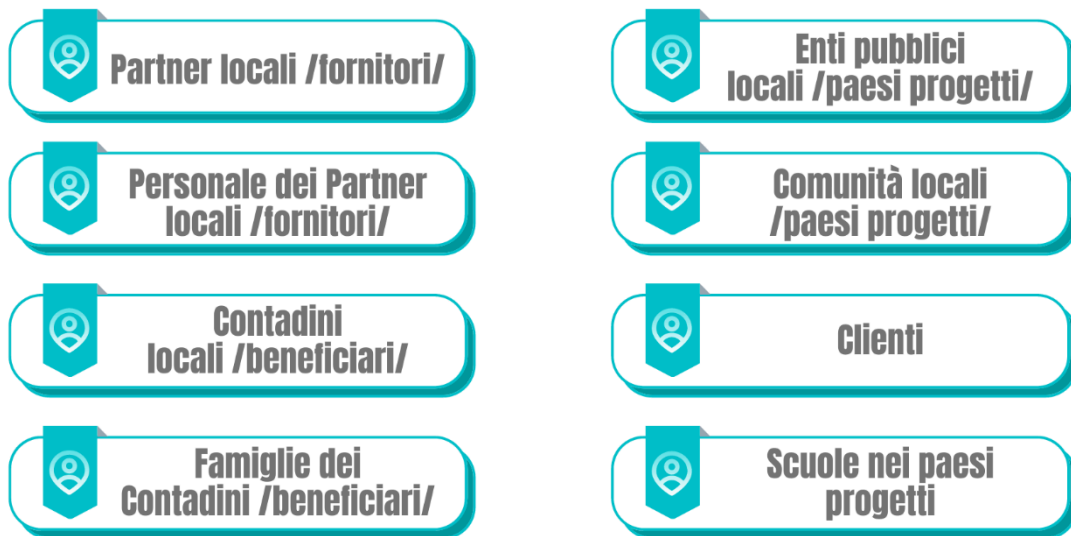 Partner locali /fornitori/
Enti pubblici
locali /paesi progetti/
Personale dei Partner
locali /fornitori/
Comunità locali
/paesi progetti/
Contadini
locali /beneficiari/
Clienti
Famiglie dei
Contadini /beneficiari/
Scuole nei paesi
progetti